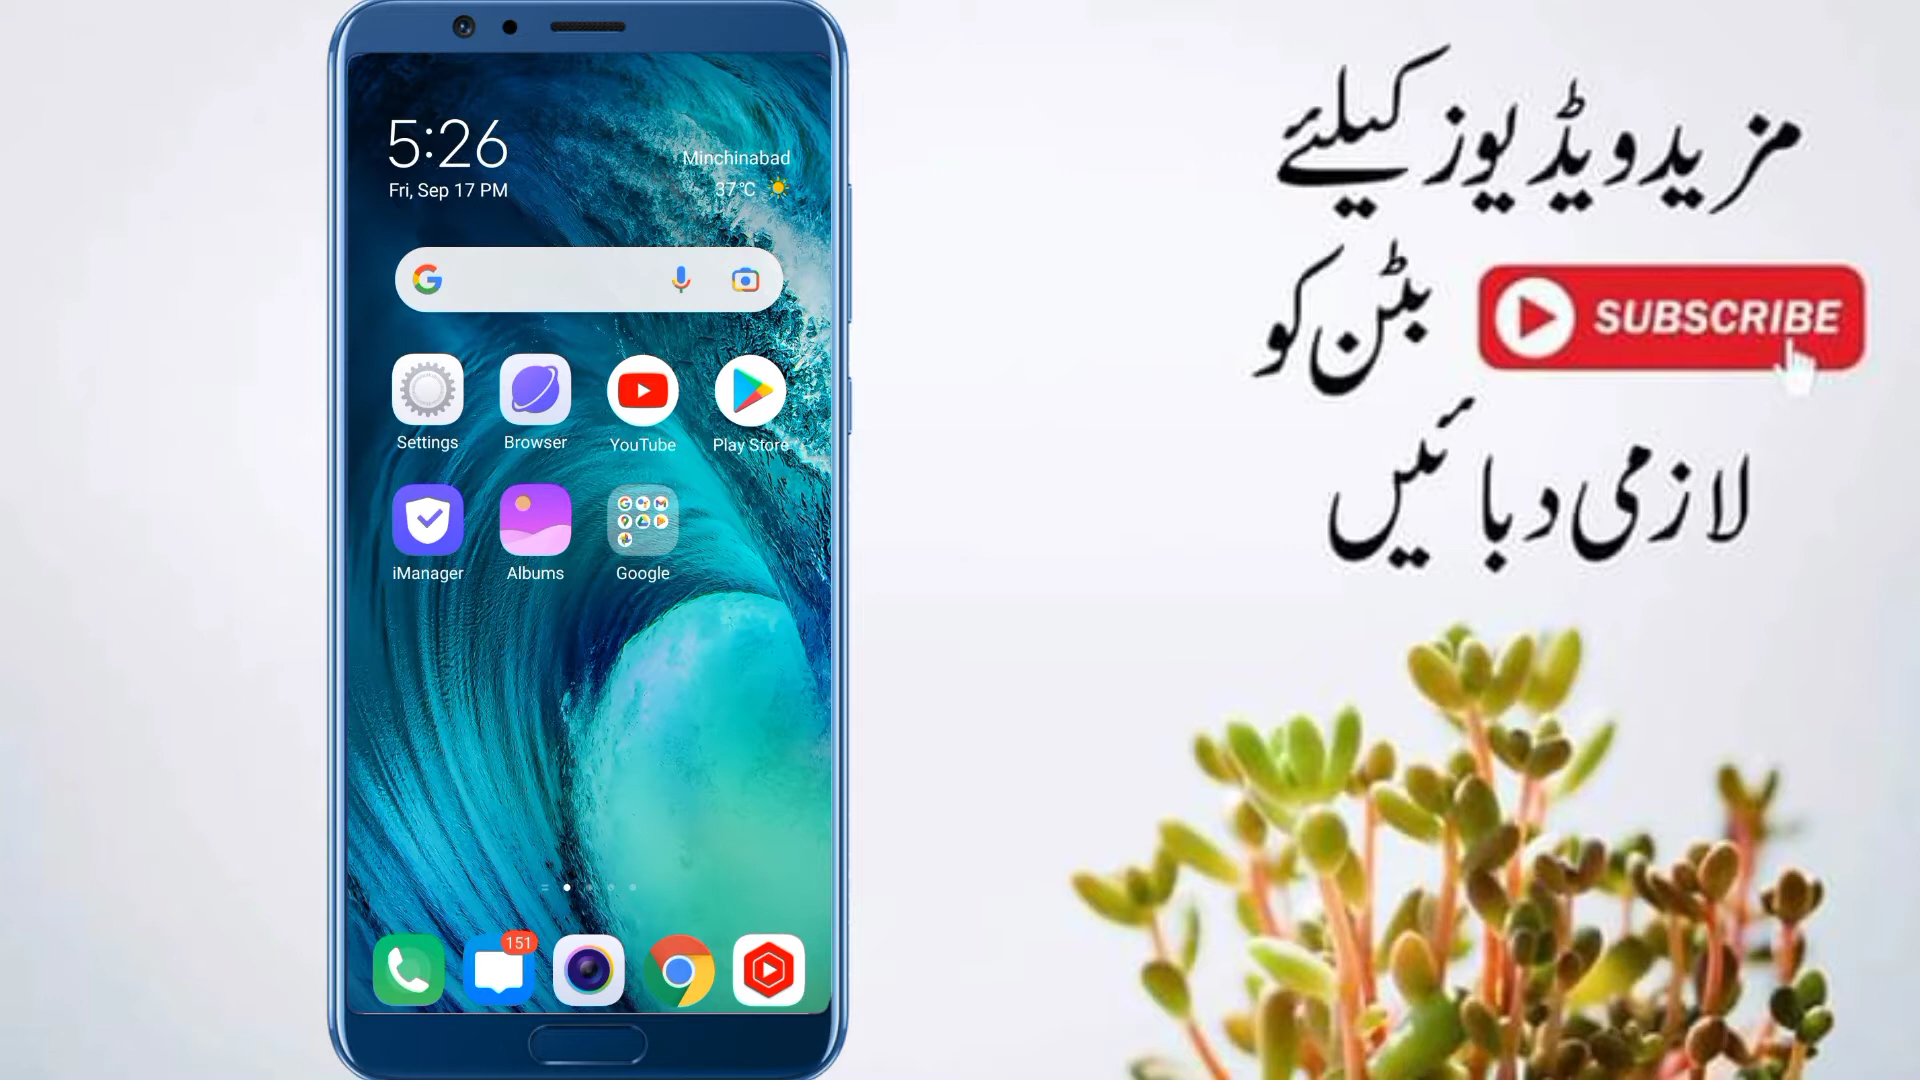 5:26
Fri, Sep 17 PM
Minchinabad
37°C
Settings
Browser
YouTube
Play Store
iManager
Albums
Google
151
مزید ویڈیوز کیلئے
SUBSCRIBE بٹن کو
لازمی دبائیں